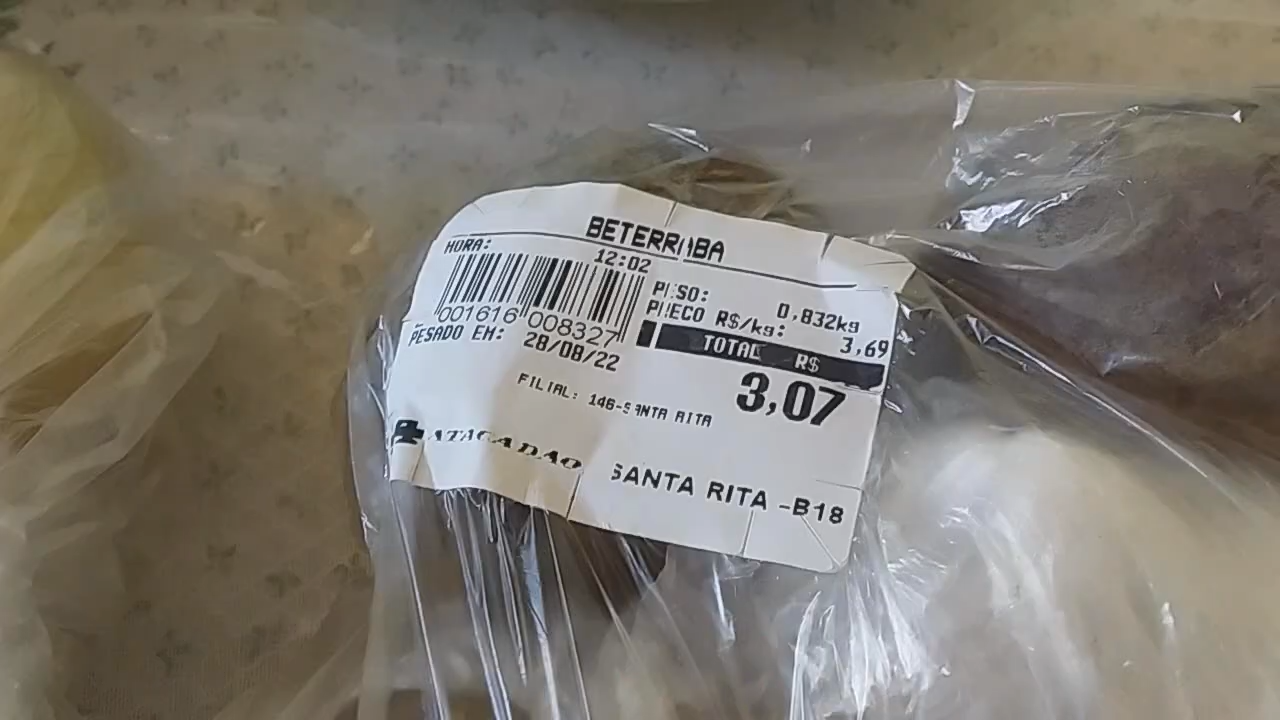 BETERRABA
HORA: 12:02
001616 008327
PESADO EM: 28/08/22
PESO: 0,832kg
PRECO R$/kg: 3,69
TOTAL R$
3,07
FILIAL: 146-SANTA RITA
ATACADAO SANTA RITA -B18